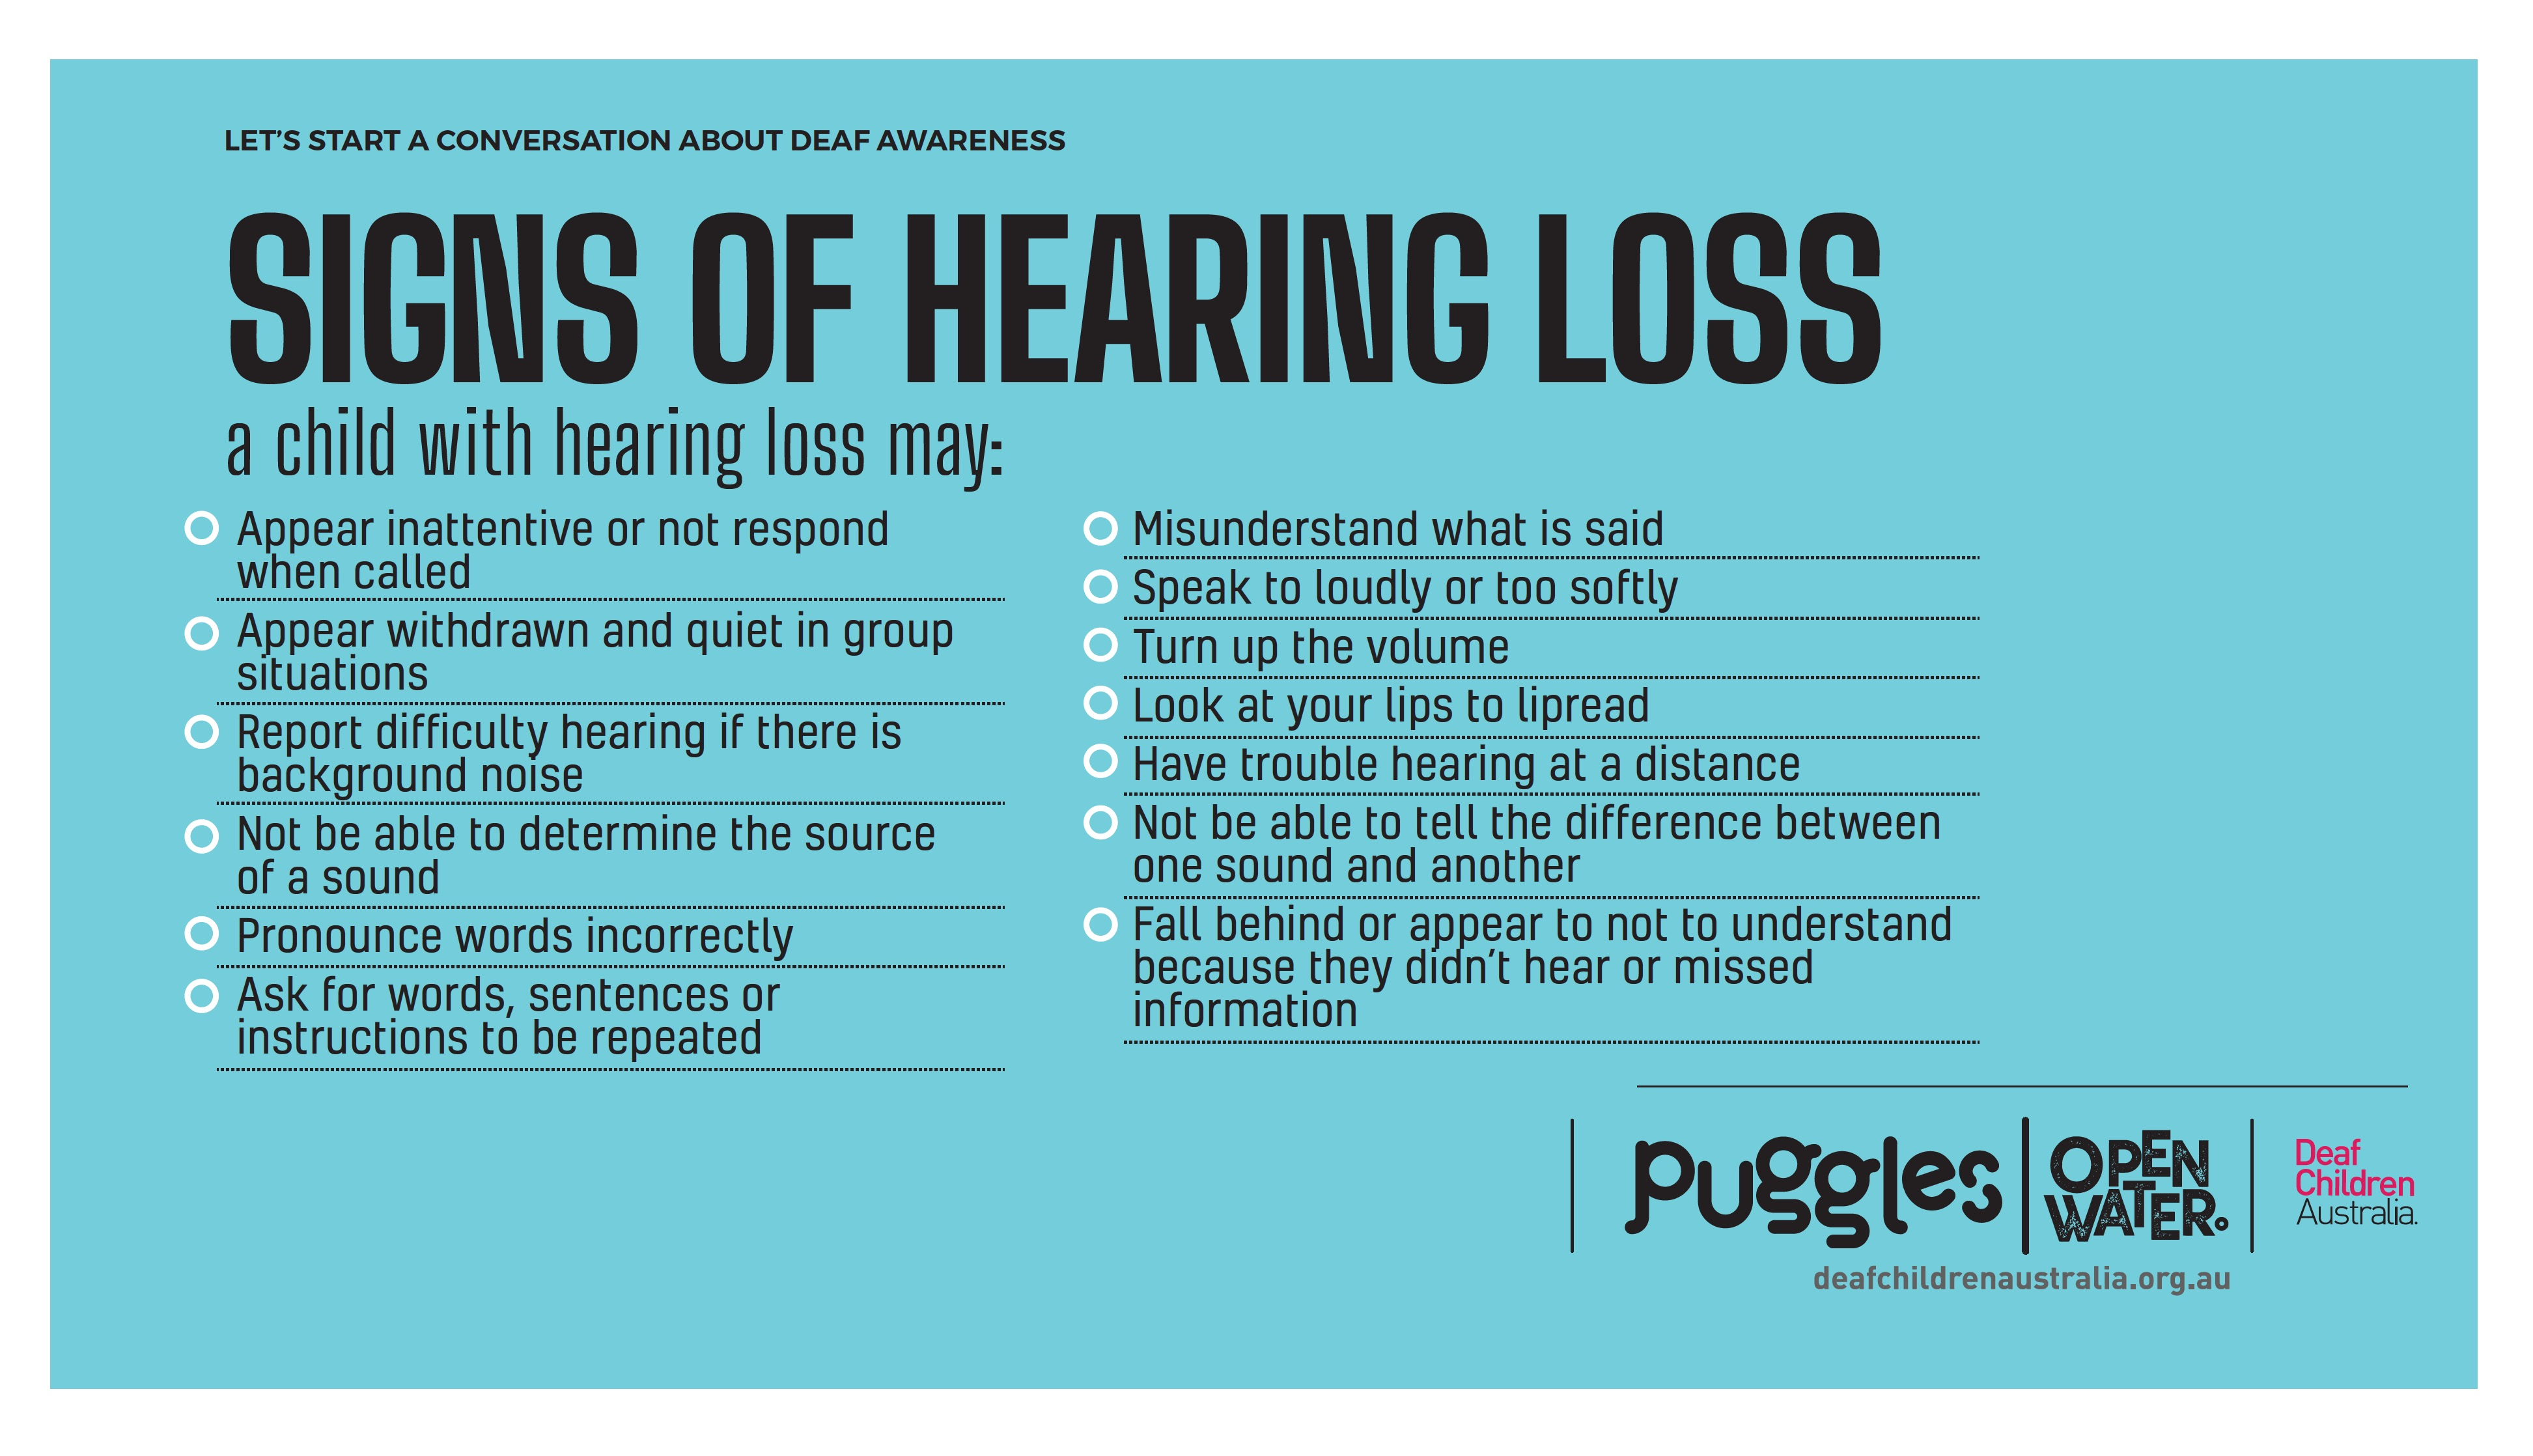 LET'S START A CONVERSATION ABOUT DEAF AWARENESS
SIGNS OF HEARING LOSS
a child with hearing loss may:
Appear inattentive or not respond
when called
Appear withdrawn and quiet in group
situations
Report difficulty hearing if there is
background noise
Not be able to determine the source
of a sound
Pronounce words incorrectly
Ask for words, sentences or
instructions to be repeated
Misunderstand what is said
Speak to loudly or too softly
Turn up the volume
Look at your lips to lipread
Have trouble hearing at a distance
Not be able to tell the difference between
one sound and another
Fall behind or appear to not to understand
because they didn't hear or missed
information
puggles
OPEN
WATER.
Deaf
Children
Australia.
deafchildrenaustralia.org.au